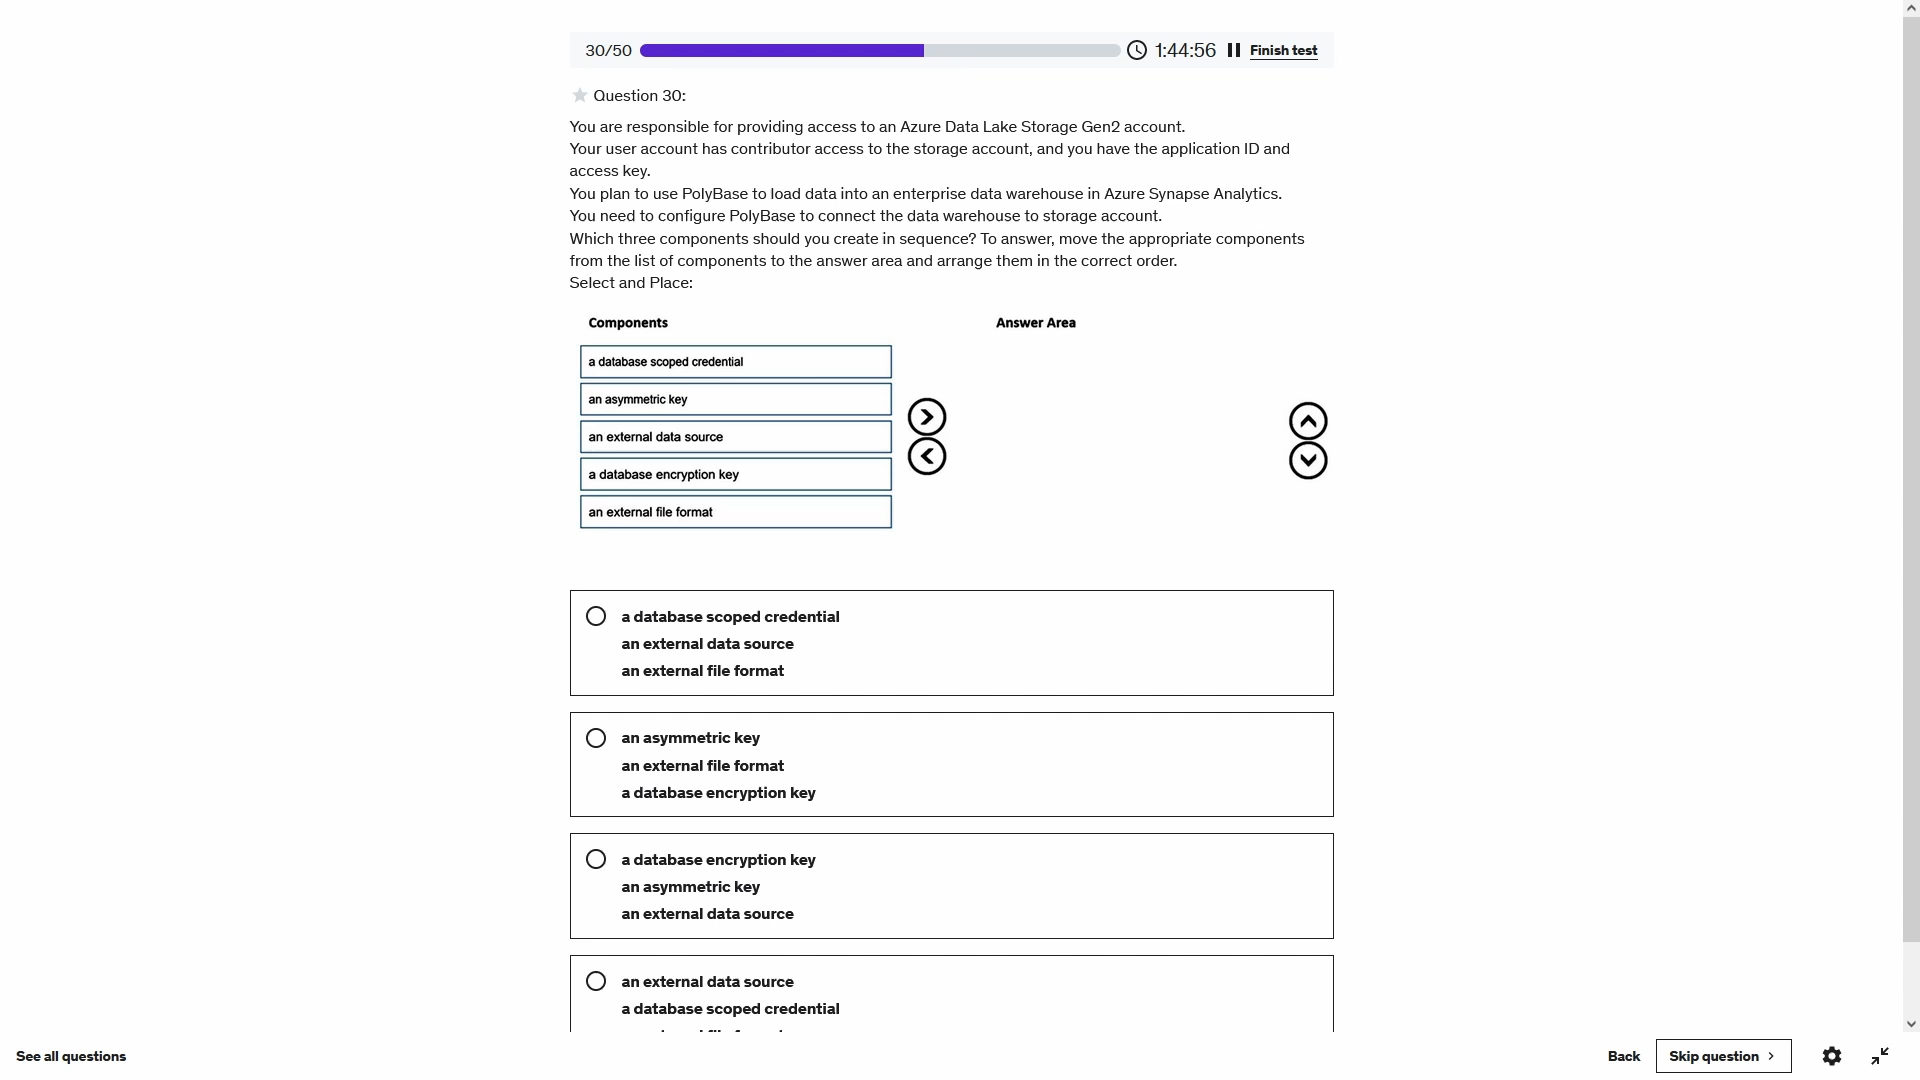 30/50
1:44:56
Finish test
Question 30:
You are responsible for providing access to an Azure Data Lake Storage Gen2 account.
Your user account has contributor access to the storage account, and you have the application ID and
access key.
You plan to use PolyBase to load data into an enterprise data warehouse in Azure Synapse Analytics.
You need to configure PolyBase to connect the data warehouse to storage account.
Which three components should you create in sequence? To answer, move the appropriate components
from the list of components to the answer area and arrange them in the correct order.
Select and Place:
Components
Answer Area
a database scoped credential
an asymmetric key
an external data source
a database encryption key
an external file format
a database scoped credential
an external data source
an external file format
an asymmetric key
an external file format
a database encryption key
a database encryption key
an asymmetric key
an external data source
an external data source
a database scoped credential
See all questions
Back
Skip question